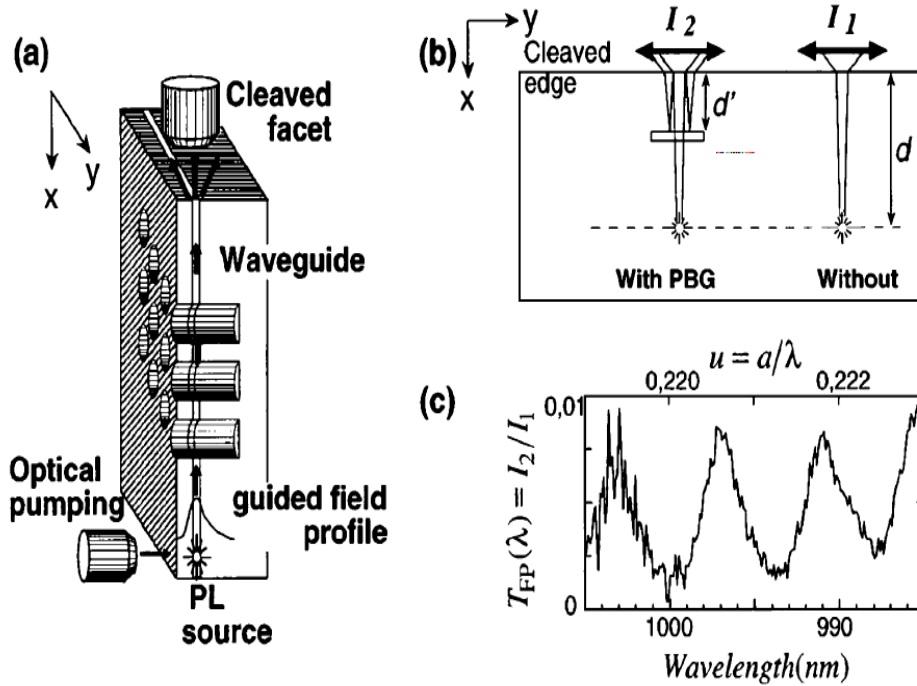 (a)
Cleaved
facet
y
x
Waveguide
Optical
pumping
guided field
profile
PL
source
(b)
y
x
I2
I1
Cleaved
edge
d'
d
With PBG
Without
(c)
u = a/λ
0,220
0,222
0,01
0
TFP(λ) = I2/I1
1000
990
Wavelength(nm)